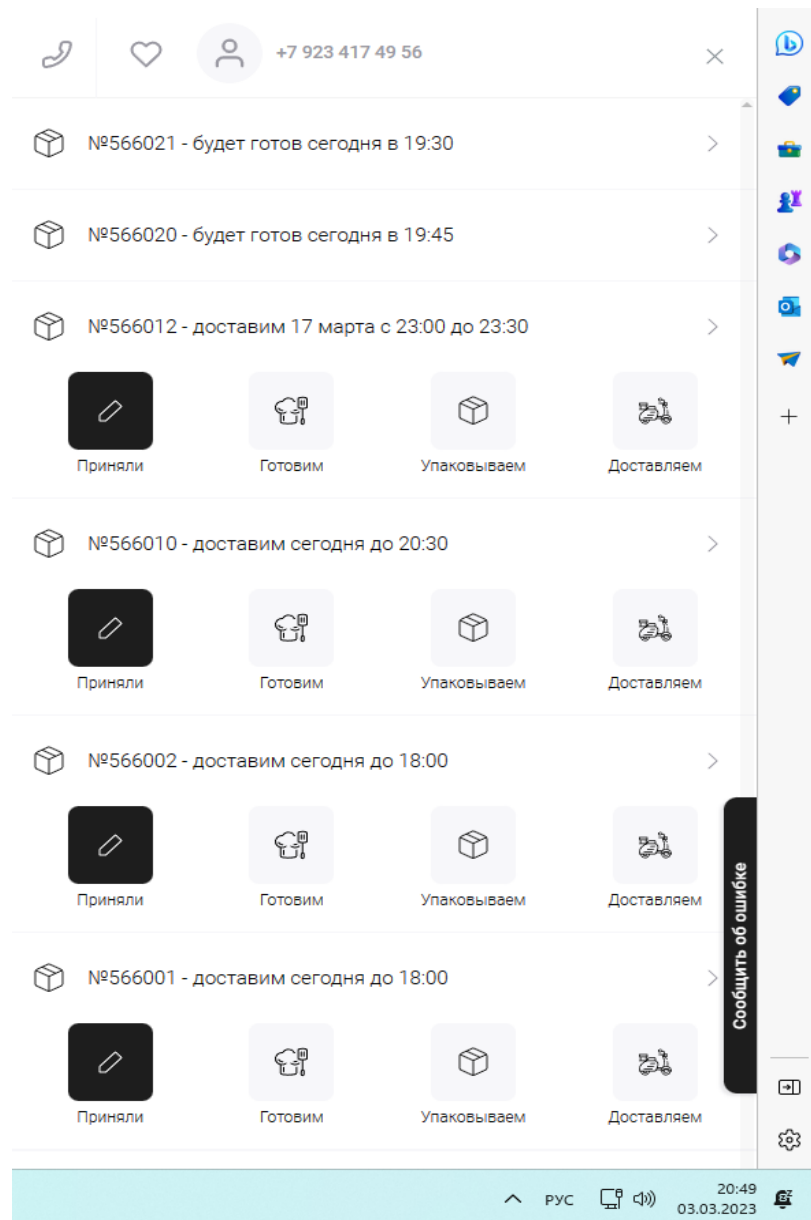 +7 923 417 49 56
№566021 - будет готов сегодня в 19:30
№566020 - будет готов сегодня в 19:45
№566012 - доставим 17 марта с 23:00 до 23:30
Приняли Готовим Упаковываем Доставляем
№566010 - доставим сегодня до 20:30
Приняли Готовим Упаковываем Доставляем
№566002 - доставим сегодня до 18:00
Приняли Готовим Упаковываем Доставляем
Сообщить об ошибке
№566001 - доставим сегодня до 18:00
Приняли Готовим Упаковываем Доставляем
РУС
20:49
03.03.2023